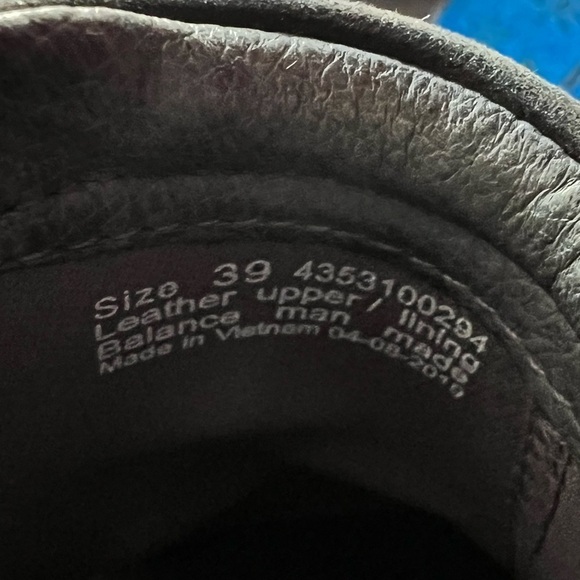 Size 39 4353100294
Leather upper / lining
Balance man made
Made in Vietnam 04-08-2019